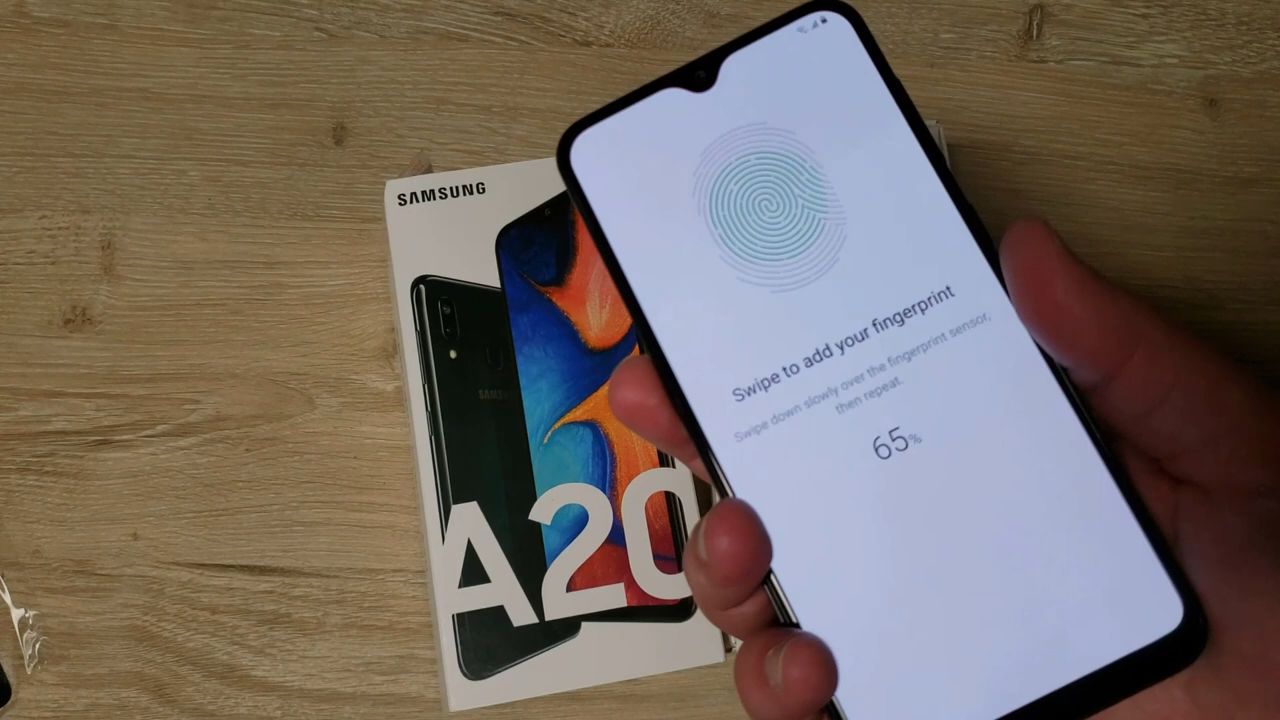 SAMSUNG
A20
Swipe to add your fingerprint
Swipe down slowly over the fingerprint sensor,
then repeat.
65%